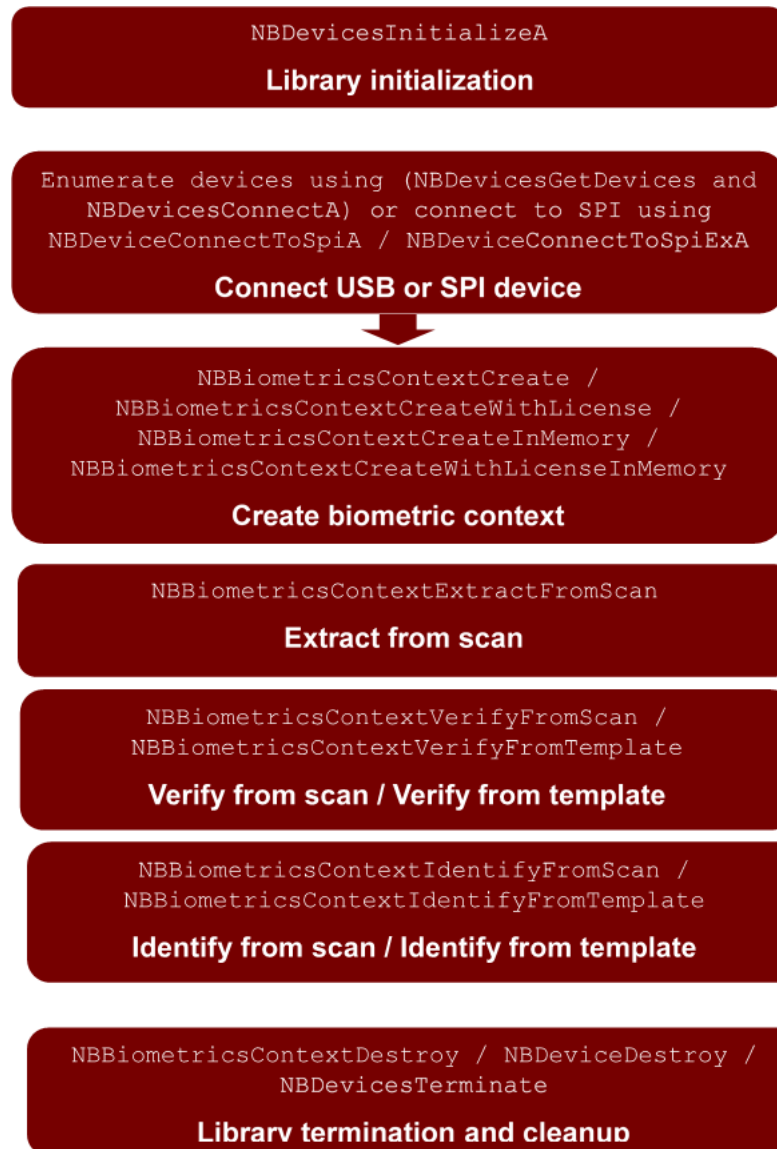 NBDevicesInitializeA
Library initialization
Enumerate devices using (NBDevicesGetDevices and
NBDevicesConnectA) or connect to SPI using
NBDeviceConnectToSpiA / NBDeviceConnectToSpiExA
Connect USB or SPI device
NBBiometricsContextCreate /
NBBiometricsContextCreateWithLicense /
NBBiometricsContextCreateInMemory /
NBBiometricsContextCreateWithLicenseInMemory
Create biometric context
NBBiometricsContextExtractFromScan
Extract from scan
NBBiometricsContextVerifyFromScan /
NBBiometricsContextVerifyFromTemplate
Verify from scan / Verify from template
NBBiometricsContextIdentifyFromScan /
NBBiometricsContextIdentifyFromTemplate
Identify from scan / Identify from template
NBBiometricsContextDestroy / NBDeviceDestroy /
NBDevicesTerminate
Library termination and cleanup